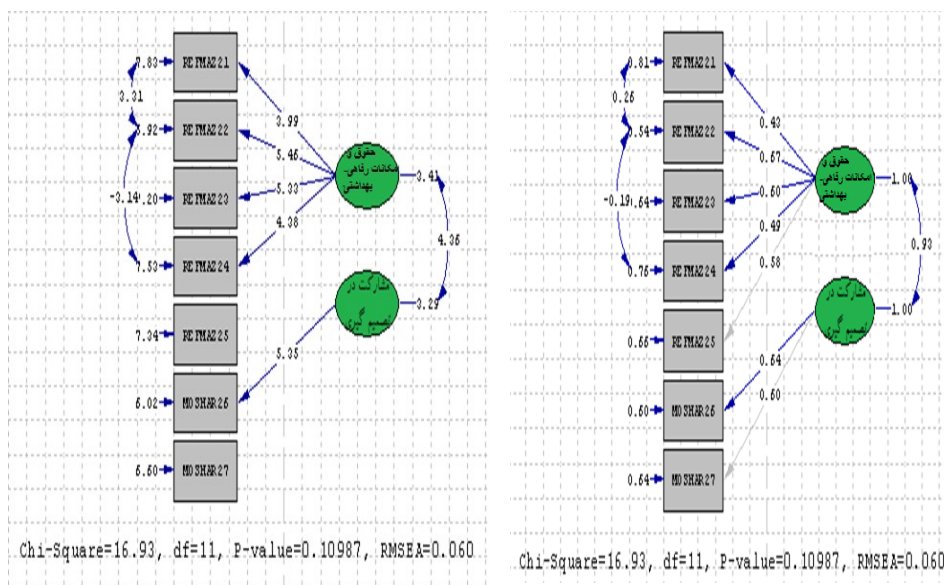 7.83
REFMAZ21
3.31
3.99
5.92
REFMAZ22
5.46
حقوق و
امکانات رفاهی-
بهداشتی
3.41
REFMAZ23
5.33
-3.14
4.38
4.36
7.53
REFMAZ24
مشارکت در
تصمیم گیری
3.29
7.34
REFMAZ25
5.35
6.02
MOSHAR26
6.60
MOSHAR27
Chi-Square=16.93, df=11, P-value=0.10987, RMSEA=0.060
0.81
REFMAZ21
0.26
0.43
0.54
REFMAZ22
حقوق و
امکانات رفاهی-
بهداشتی
1.00
0.64
REFMAZ23
0.60
-0.19
0.49
0.93
0.76
REFMAZ24
0.58
مشارکت در
تصمیم گیری
1.00
0.66
REFMAZ25
0.64
0.60
MOSHAR26
0.60
0.64
MOSHAR27
Chi-Square=16.93, df=11, P-value=0.10987, RMSEA=0.060